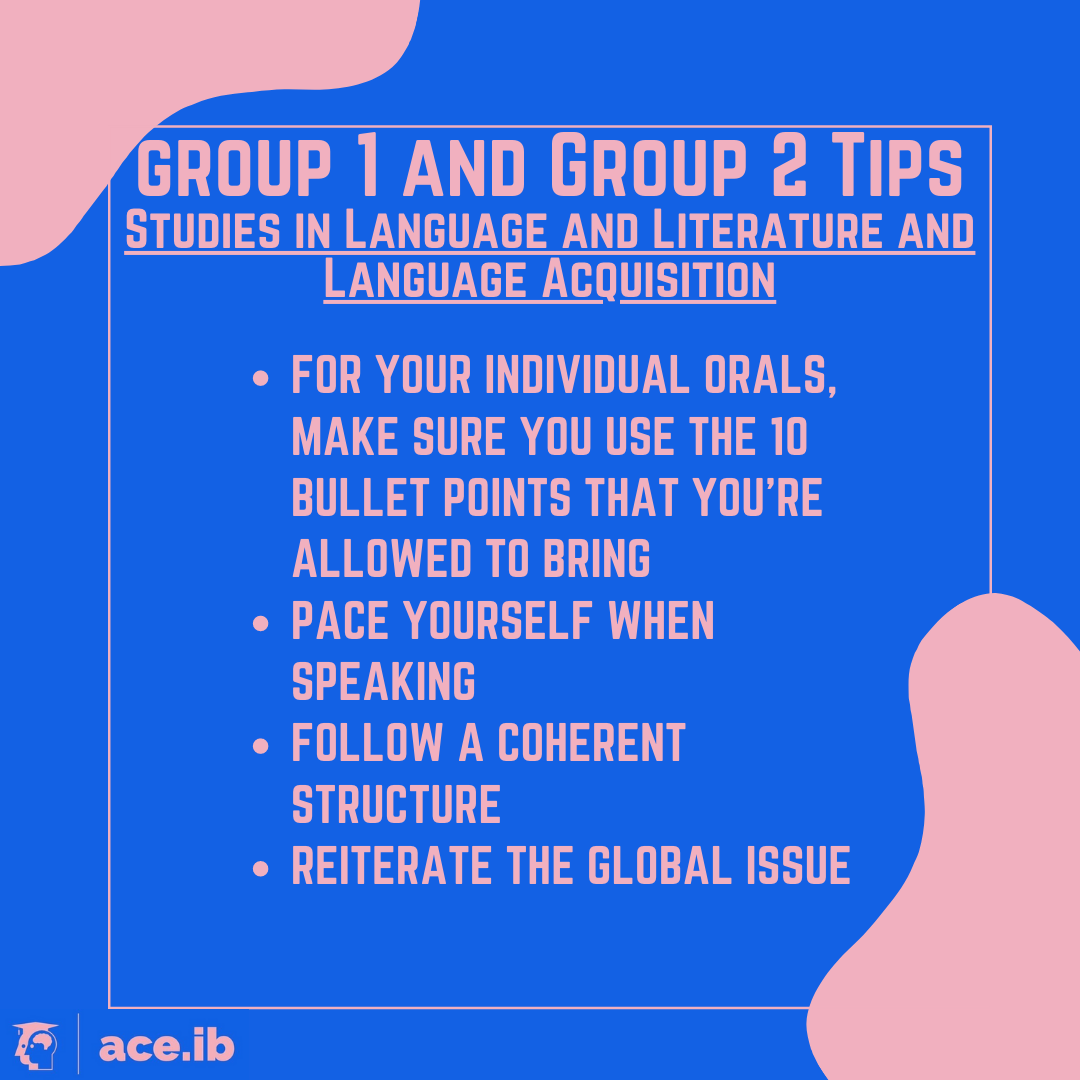 GROUP 1 AND GROUP 2 TIPS
STUDIES IN LANGUAGE AND LITERATURE AND
LANGUAGE ACQUISITION
• FOR YOUR INDIVIDUAL ORALS,
MAKE SURE YOU USE THE 10
BULLET POINTS THAT YOU'RE
ALLOWED TO BRING
• PACE YOURSELF WHEN
SPEAKING
• FOLLOW A COHERENT
STRUCTURE
• REITERATE THE GLOBAL ISSUE
ace.ib